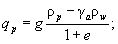 q_p = g (ρ_p − γ_a ρ_w) / (1 + e);